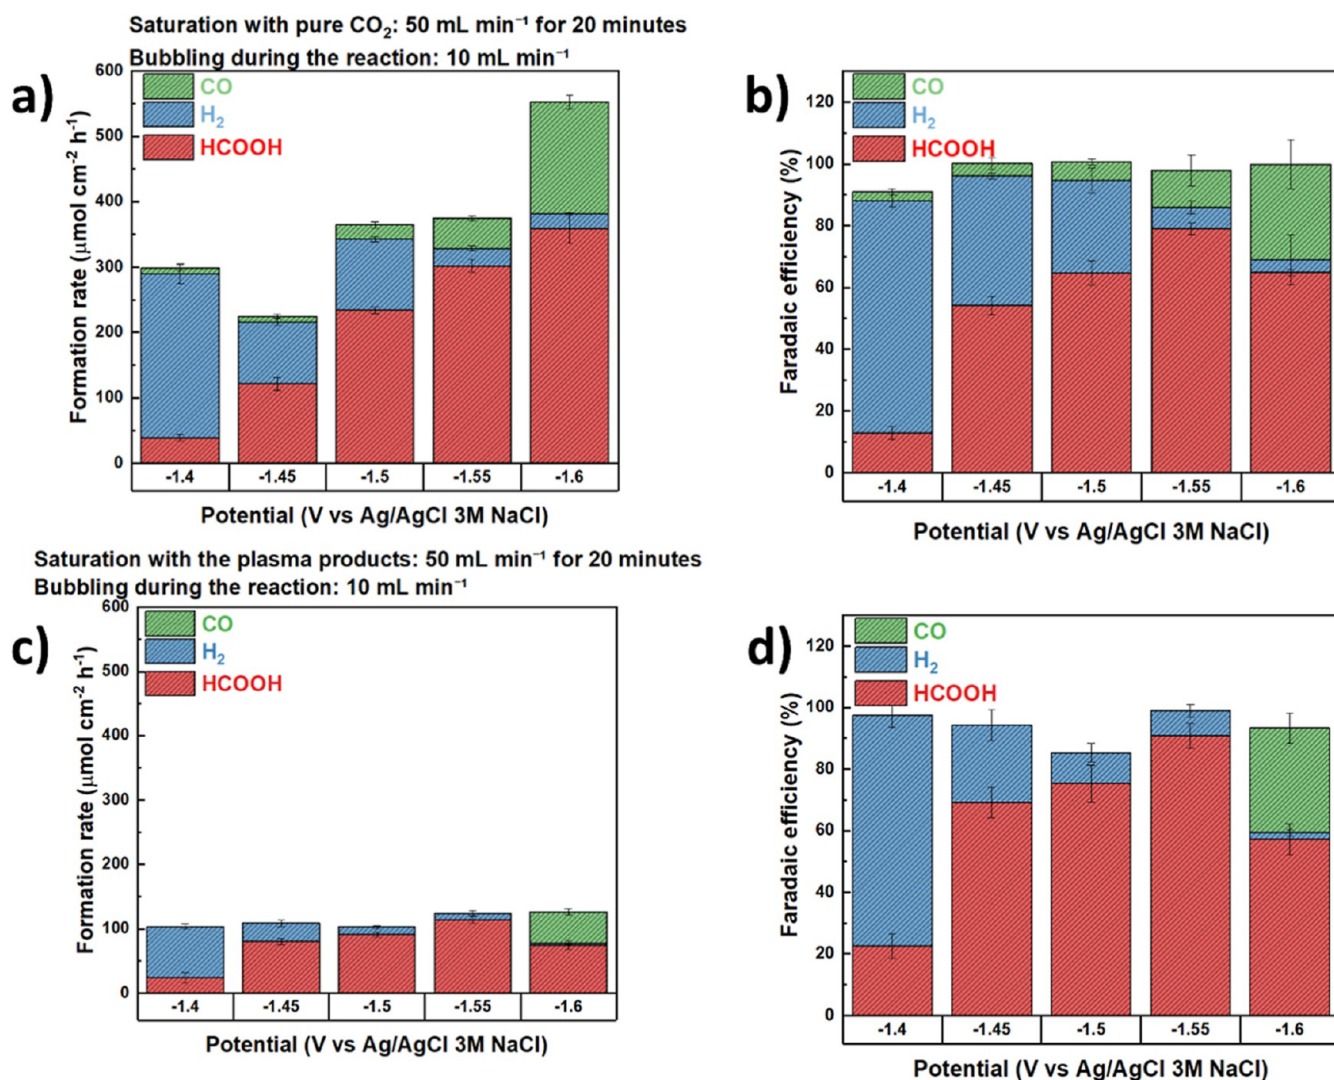 Saturation with pure CO₂: 50 mL min⁻¹ for 20 minutes
Bubbling during the reaction: 10 mL min⁻¹
a)
CO
H₂
HCOOH
Formation rate (μmol cm⁻² h⁻¹)
600
500
400
300
200
100
0
-1.4 -1.45 -1.5 -1.55 -1.6
Potential (V vs Ag/AgCl 3M NaCl)
b)
CO
H₂
HCOOH
Faradaic efficiency (%)
120
100
80
60
40
20
0
-1.4 -1.45 -1.5 -1.55 -1.6
Potential (V vs Ag/AgCl 3M NaCl)
Saturation with the plasma products: 50 mL min⁻¹ for 20 minutes
Bubbling during the reaction: 10 mL min⁻¹
c)
CO
H₂
HCOOH
Formation rate (μmol cm⁻² h⁻¹)
600
500
400
300
200
100
0
-1.4 -1.45 -1.5 -1.55 -1.6
Potential (V vs Ag/AgCl 3M NaCl)
d)
CO
H₂
HCOOH
Faradaic efficiency (%)
120
100
80
60
40
20
0
-1.4 -1.45 -1.5 -1.55 -1.6
Potential (V vs Ag/AgCl 3M NaCl)